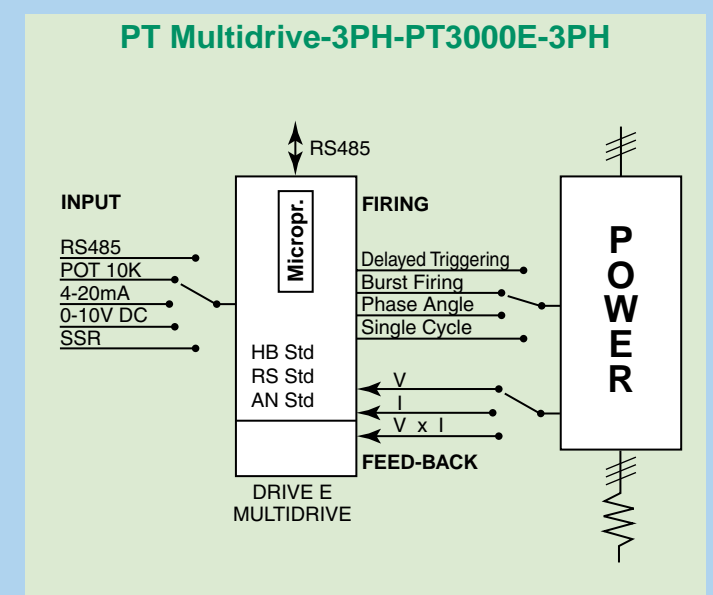 PT Multidrive-3PH-PT3000E-3PH
RS485
INPUT
RS485
POT 10K
4-20mA
0-10V DC
SSR
Micropr.
HB Std
RS Std
AN Std
DRIVE E
MULTIDRIVE
FIRING
Delayed Triggering
Burst Firing
Phase Angle
Single Cycle
V
I
V x I
FEED-BACK
POWER